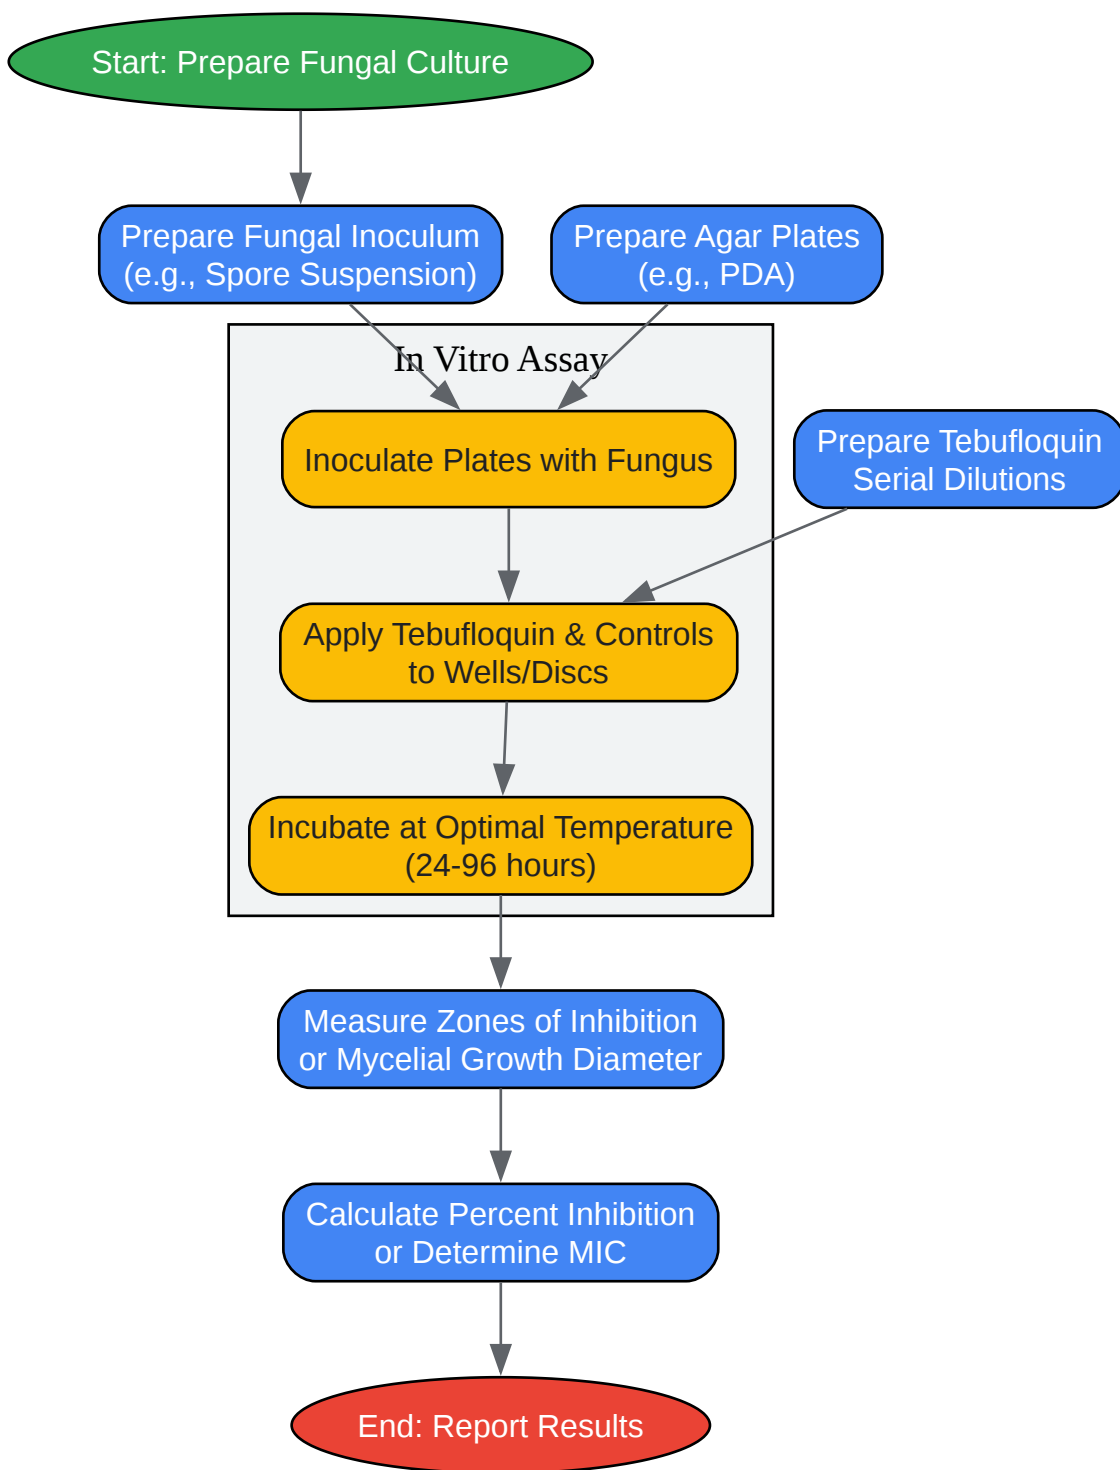 Start: Prepare Fungal Culture
Prepare Fungal Inoculum
(e.g., Spore Suspension)
Prepare Agar Plates
(e.g., PDA)
In Vitro Assay
Inoculate Plates with Fungus
Prepare Tebufloquin
Serial Dilutions
Apply Tebufloquin & Controls
to Wells/Discs
Incubate at Optimal Temperature
(24-96 hours)
Measure Zones of Inhibition
or Mycelial Growth Diameter
Calculate Percent Inhibition
or Determine MIC
End: Report Results